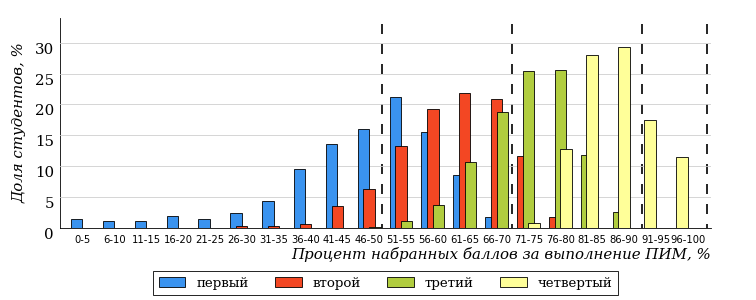 Доля студентов, %
30
25
20
15
10
5
0
0-5 6-10 11-15 16-20 21-25 26-30 31-35 36-40 41-45 46-50 51-55 56-60 61-65 66-70 71-75 76-80 81-85 86-90 91-95 96-100
Процент набранных баллов за выполнение ПИМ, %
первый второй третий четвертый